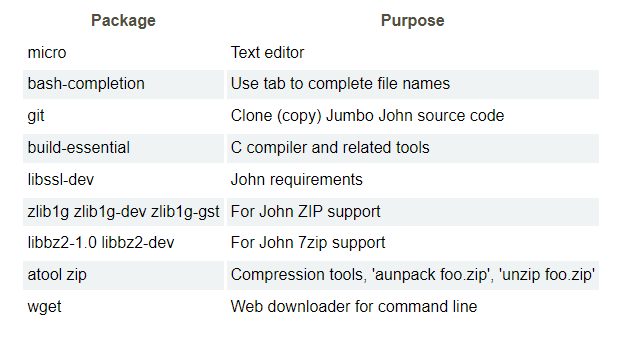 Package Purpose
micro Text editor
bash-completion Use tab to complete file names
git Clone (copy) Jumbo John source code
build-essential C compiler and related tools
libssl-dev John requirements
zlib1g zlib1g-dev zlib1g-gst For John ZIP support
libbz2-1.0 libbz2-dev For John 7zip support
atool zip Compression tools, 'aunpack foo.zip', 'unzip foo.zip'
wget Web downloader for command line